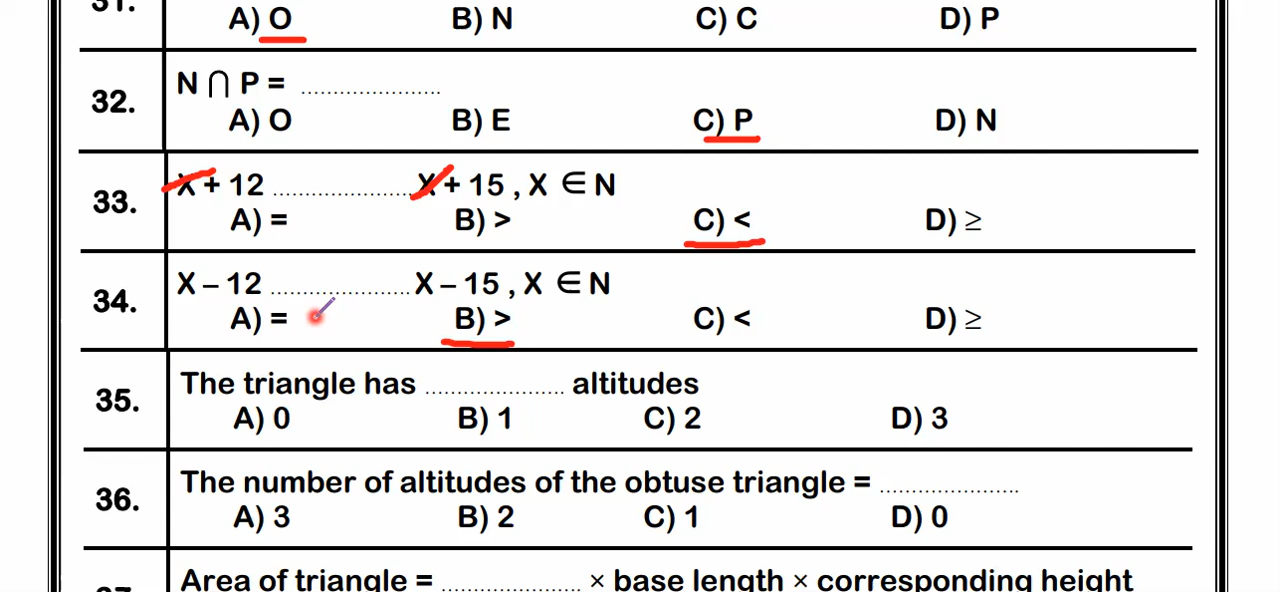 A) O B) N C) C D) P
32. N ⋂ P = ......................
A) O B) E C) P D) N
33. X + 12 ...................... X + 15 , X ∈ N
A) = B) > C) < D) ≥
34. X – 12 ...................... X – 15 , X ∈ N
A) = B) > C) < D) ≥
35. The triangle has ...................... altitudes
A) 0 B) 1 C) 2 D) 3
36. The number of altitudes of the obtuse triangle = ......................
A) 3 B) 2 C) 1 D) 0
Area of triangle = ...................... × base length × corresponding height